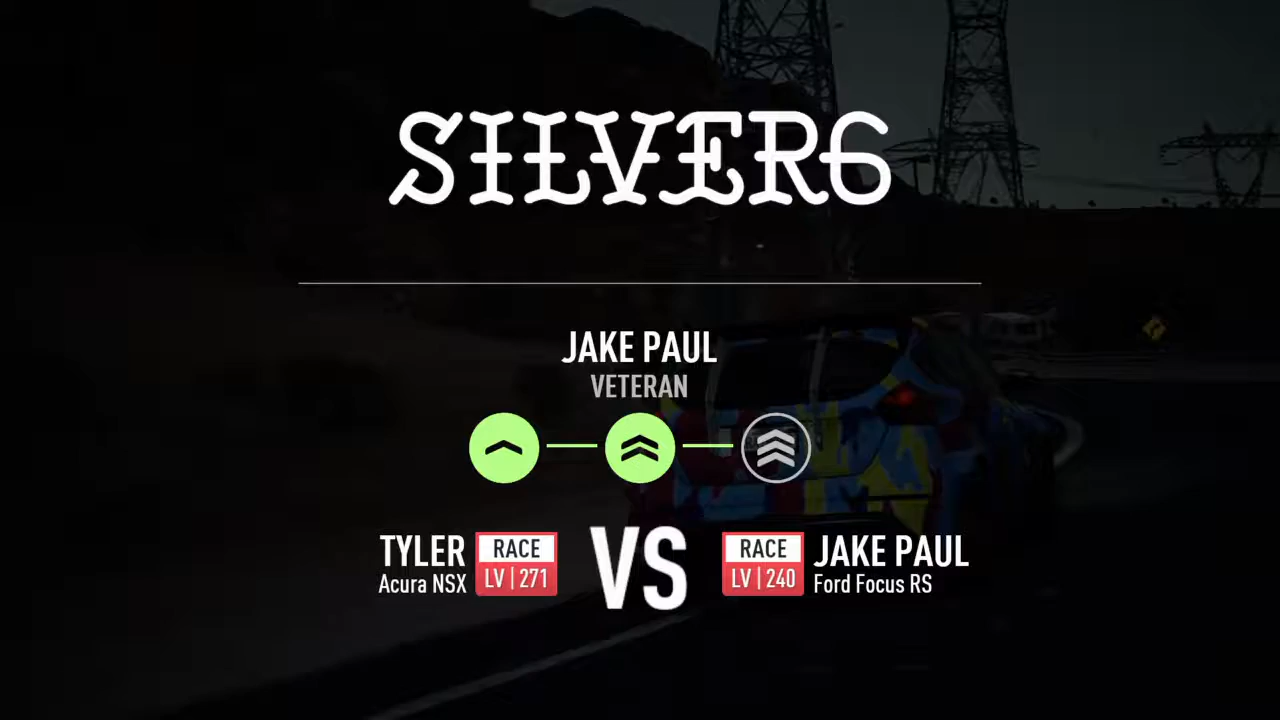 SILVER6
JAKE PAUL
VETERAN
TYLER
Acura NSX
RACE
LV | 271
VS
RACE
LV | 240
JAKE PAUL
Ford Focus RS